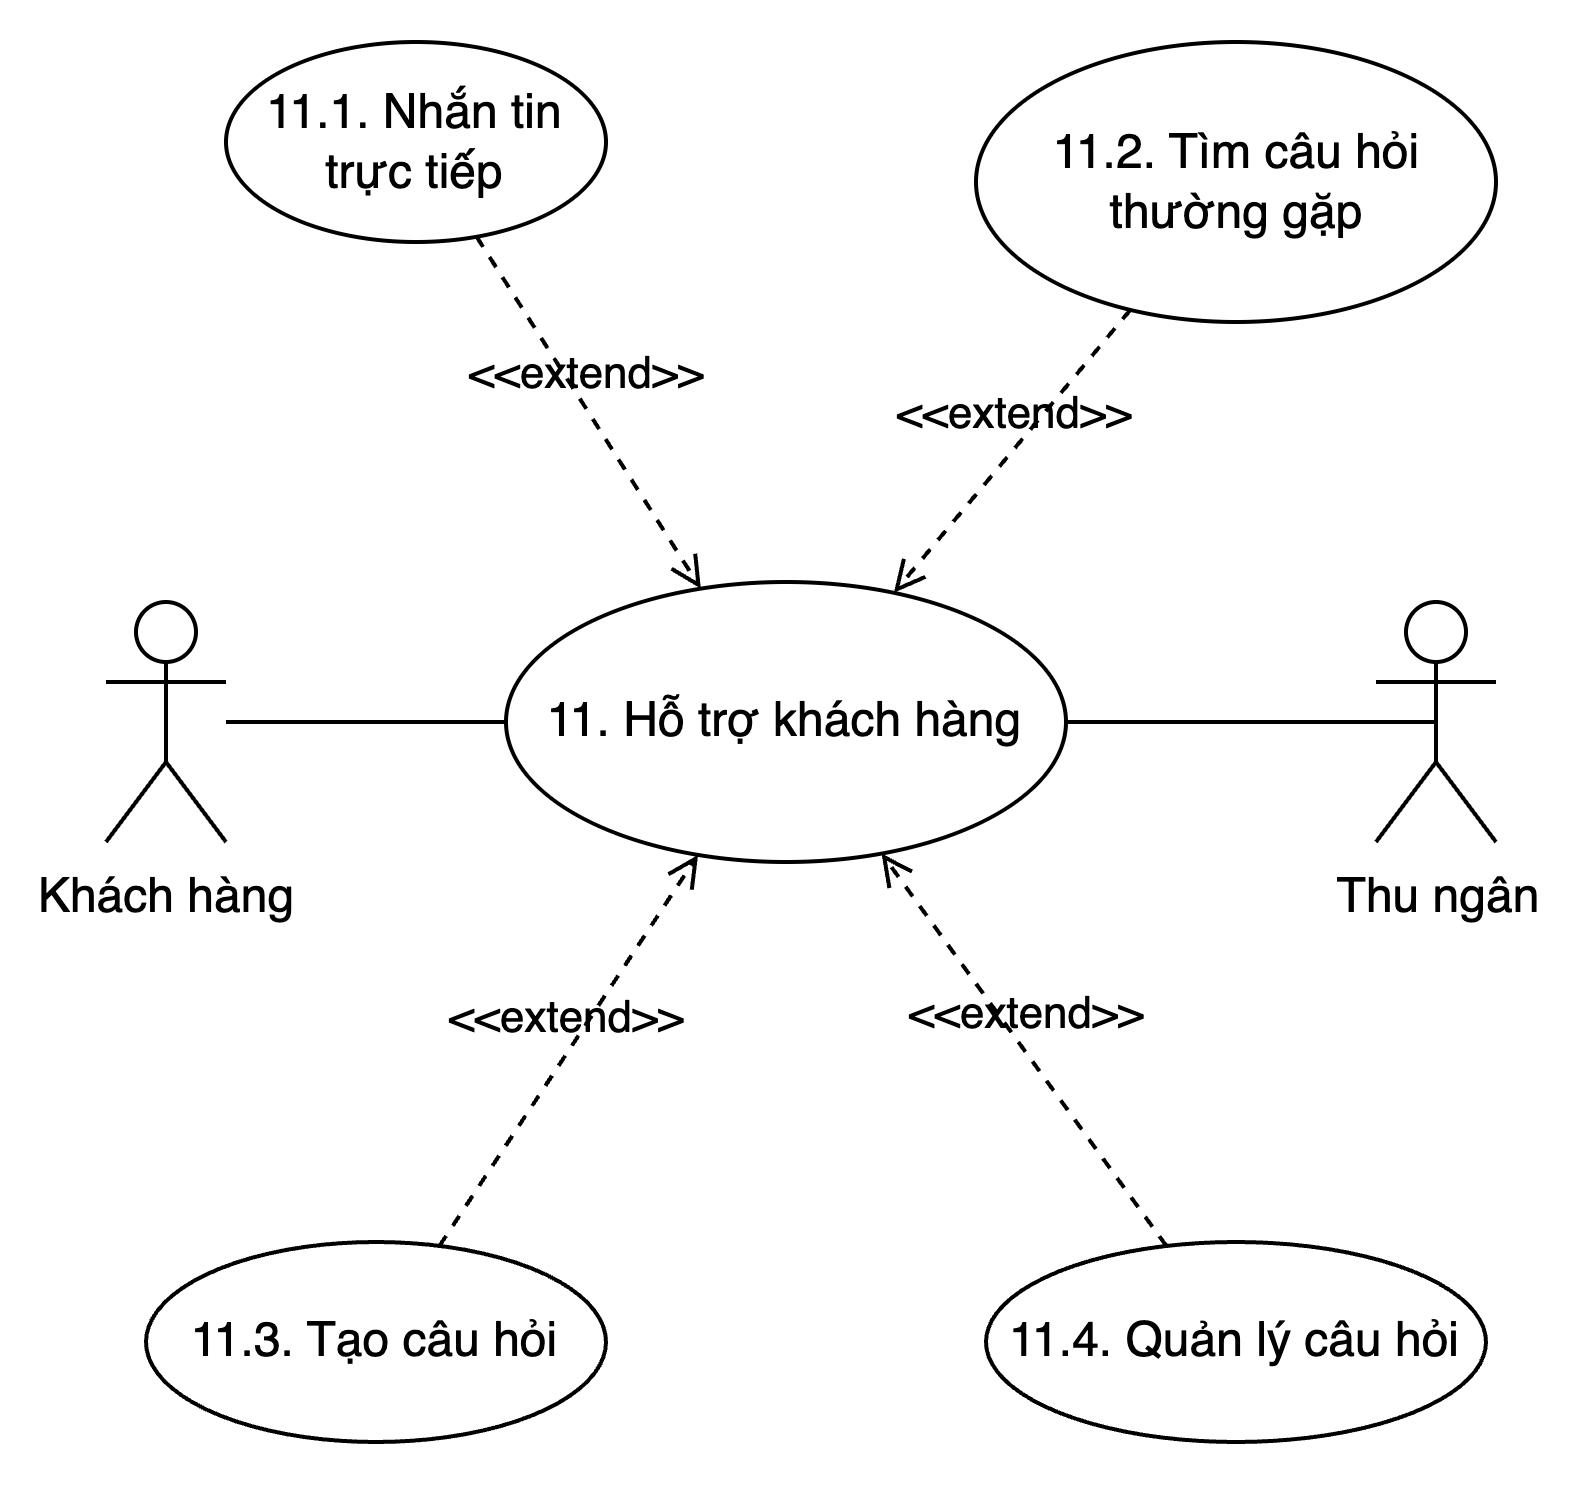 11.1. Nhắn tin
trực tiếp
11.2. Tìm câu hỏi
thường gặp
<<extend>>
<<extend>>
11. Hỗ trợ khách hàng
Khách hàng
Thu ngân
<<extend>>
<<extend>>
11.3. Tạo câu hỏi
11.4. Quản lý câu hỏi